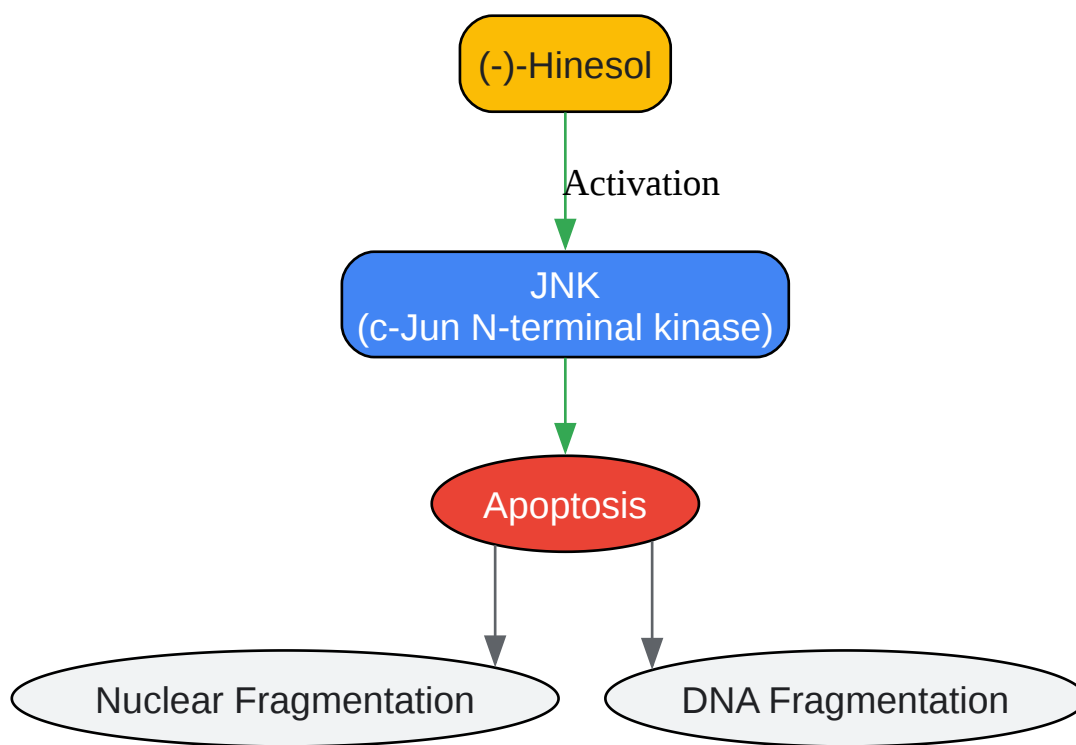 (-)-Hinesol
Activation
JNK
(c-Jun N-terminal kinase)
Apoptosis
Nuclear Fragmentation
DNA Fragmentation